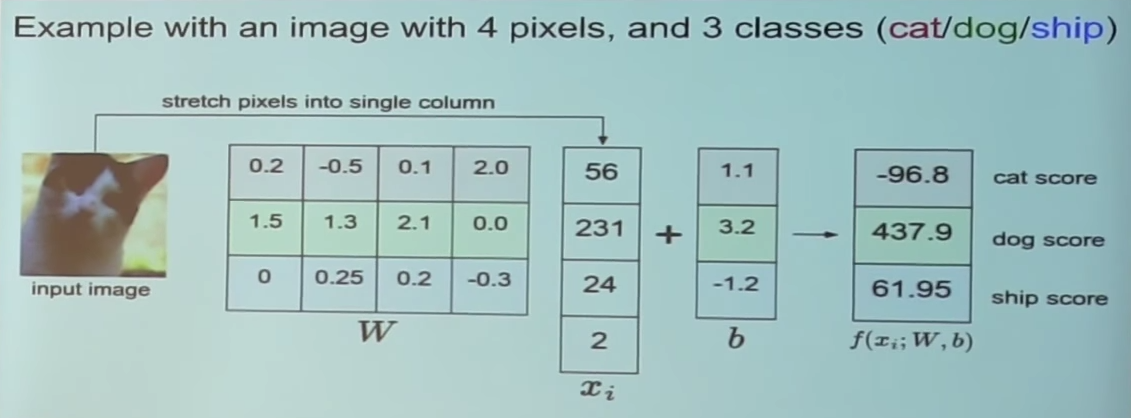 Example with an image with 4 pixels, and 3 classes (cat/dog/ship)
stretch pixels into single column
input image
0.2 -0.5 0.1 2.0
1.5 1.3 2.1 0.0
0 0.25 0.2 -0.3
W
56
231
24
2
xᵢ
+
1.1
3.2
-1.2
b
-96.8 cat score
437.9 dog score
61.95 ship score
f(xᵢ; W, b)